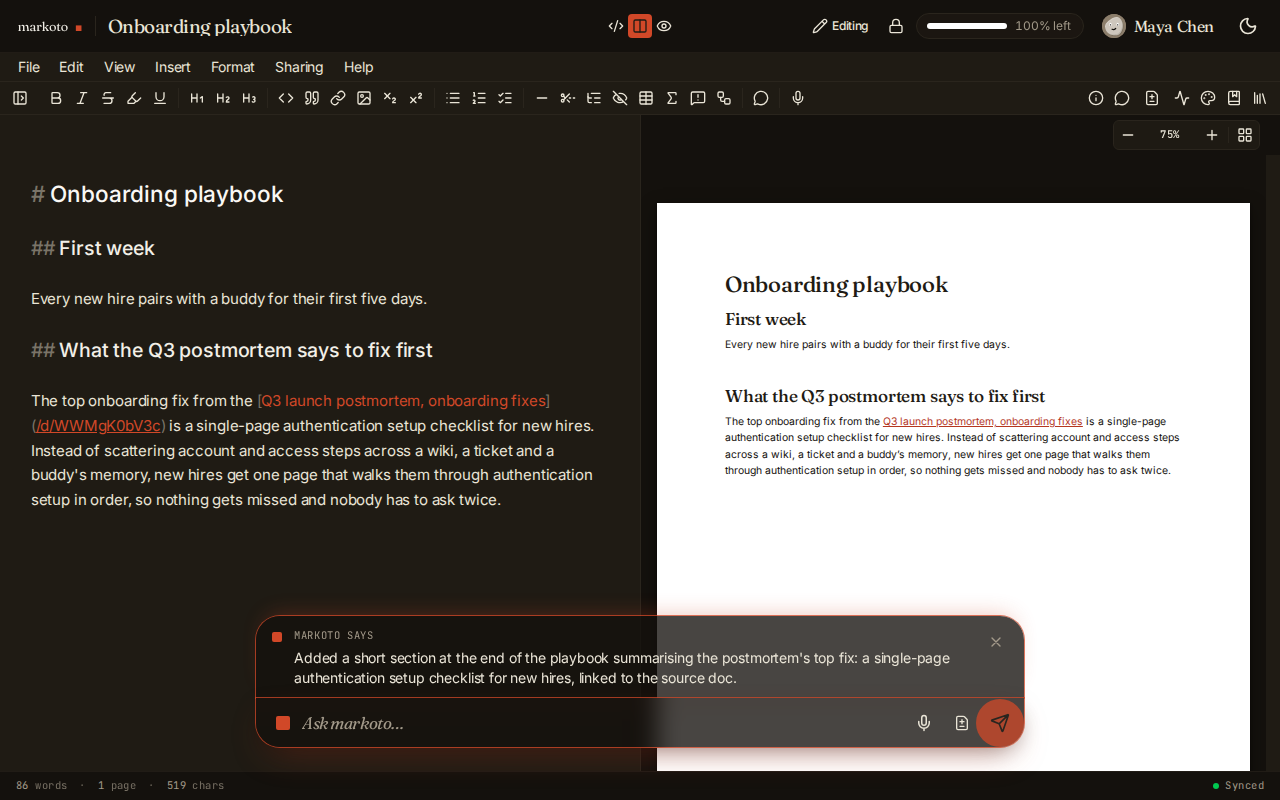 markoto
Onboarding playbook
Editing
100% left
Maya Chen
File Edit View Insert Format Sharing Help
H1 H2 H3
75%
# Onboarding playbook
## First week
Every new hire pairs with a buddy for their first five days.
## What the Q3 postmortem says to fix first
The top onboarding fix from the [Q3 launch postmortem, onboarding fixes]
(/d/WWMgK0bV3c) is a single-page authentication setup checklist for new hires.
Instead of scattering account and access steps across a wiki, a ticket and a
buddy's memory, new hires get one page that walks them through authentication
setup in order, so nothing gets missed and nobody has to ask twice.
Onboarding playbook
First week
Every new hire pairs with a buddy for their first five days.
What the Q3 postmortem says to fix first
The top onboarding fix from the Q3 launch postmortem, onboarding fixes is a single-page
authentication setup checklist for new hires. Instead of scattering account and access steps
across a wiki, a ticket and a buddy's memory, new hires get one page that walks them
through authentication setup in order, so nothing gets missed and nobody has to ask twice.
MARKOTO SAYS
Added a short section at the end of the playbook summarising the postmortem's top fix: a single-page
authentication setup checklist for new hires, linked to the source doc.
Ask markoto...
86 words · 1 page · 519 chars
Synced